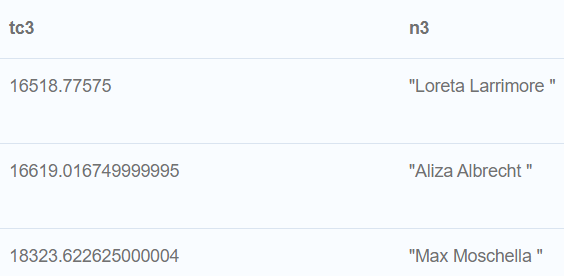 tc3 n3
16518.77575 "Loreta Larrimore "
16619.016749999995 "Aliza Albrecht "
18323.622625000004 "Max Moschella "